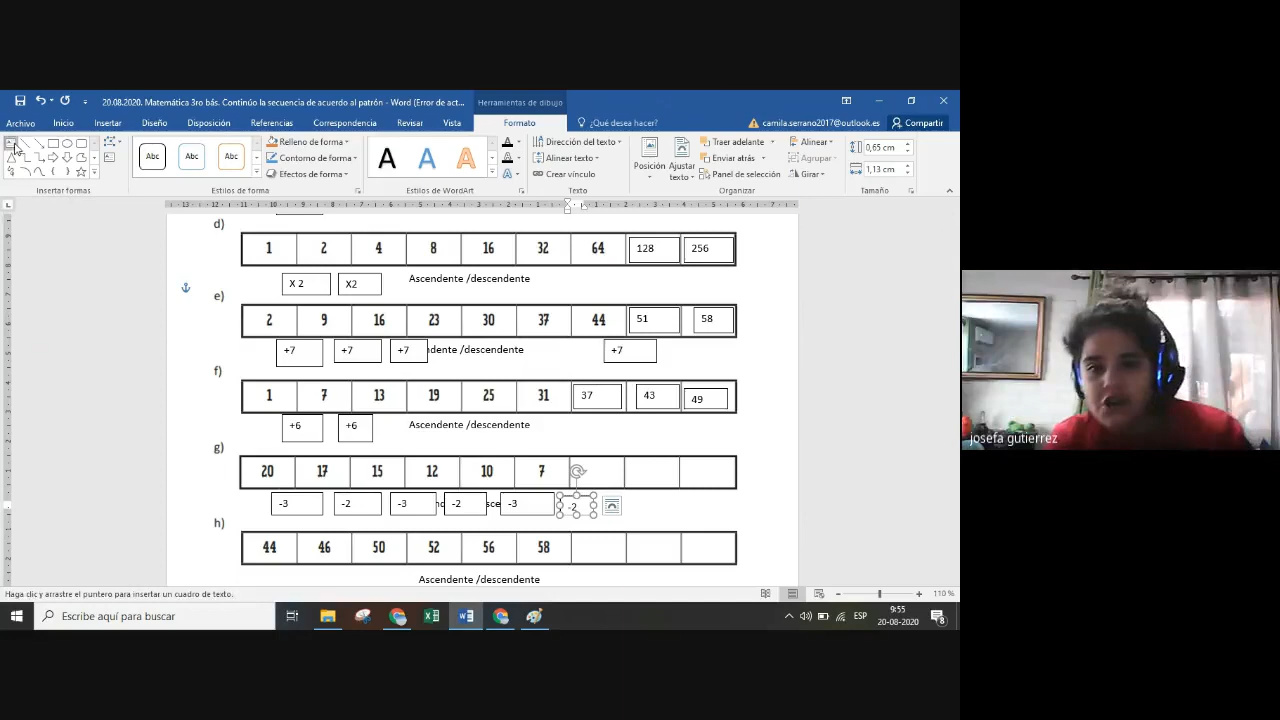 20.08.2020. Matemática 3ro bás. Continúo la secuencia de acuerdo al patrón - Word (Error de act...
Herramientas de dibujo
Archivo Inicio Insertar Diseño Disposición Referencias Correspondencia Revisar Vista Formato ¿Qué desea hacer? camila.serrano2017@outlook.es Compartir
Abc Abc Abc
Relleno de forma
Contorno de forma
Efectos de forma
A A A
Dirección del texto
Alinear texto
Crear vínculo
Posición
Ajustar texto
Traer adelante
Enviar atrás
Panel de selección
Alinear
Agrupar
Girar
0,65 cm
1,13 cm
Insertar formas Estilos de forma Estilos de WordArt Texto Organizar Tamaño
d)
1 2 4 8 16 32 64 128 256
X 2 X2 Ascendente /descendente
e)
2 9 16 23 30 37 44 51 58
+7 +7 +7 ndente /descendente +7
f)
1 7 13 19 25 31 37 43 49
+6 +6 Ascendente /descendente
g)
20 17 15 12 10 7
-3 -2 -3 -2 -3 -2
h)
44 46 50 52 56 58
Ascendente /descendente
Haga clic y arrastre el puntero para insertar un cuadro de texto. 110 %
Escribe aquí para buscar
ESP
9:55
20-08-2020
8
josefa gutierrez